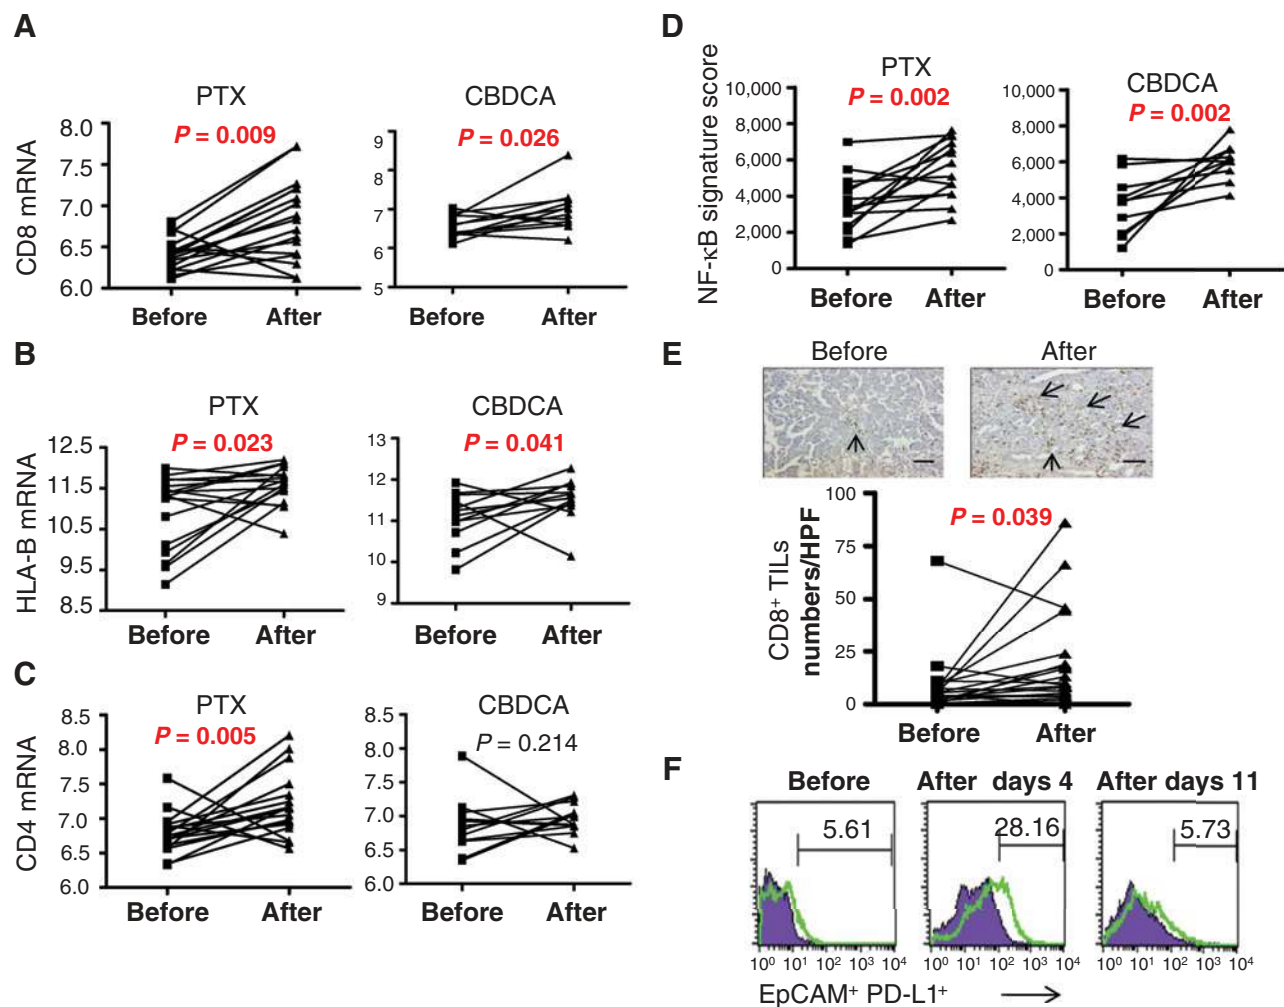 A
PTX
P = 0.009
CD8 mRNA
8.0
7.5
7.0
6.5
6.0
Before After
CBDCA
P = 0.026
9
8
7
6
5
Before After
B
PTX
P = 0.023
HLA-B mRNA
12.5
11.5
10.5
9.5
8.5
Before After
CBDCA
P = 0.041
13
12
11
10
9
Before After
C
PTX
P = 0.005
CD4 mRNA
8.5
8.0
7.5
7.0
6.5
6.0
Before After
CBDCA
P = 0.214
8.5
8.0
7.5
7.0
6.5
6.0
Before After
D
PTX
P = 0.002
NF-κB signature score
10,000
8,000
6,000
4,000
2,000
0
Before After
CBDCA
P = 0.002
10,000
8,000
6,000
4,000
2,000
0
Before After
E
Before After
P = 0.039
CD8⁺ TILs
numbers/HPF
100
75
50
25
0
Before After
F
Before After days 4 After days 11
5.61 28.16 5.73
10⁰ 10¹ 10² 10³ 10⁴ 10⁰ 10¹ 10² 10³ 10⁴ 10⁰ 10¹ 10² 10³ 10⁴
EpCAM⁺ PD-L1⁺